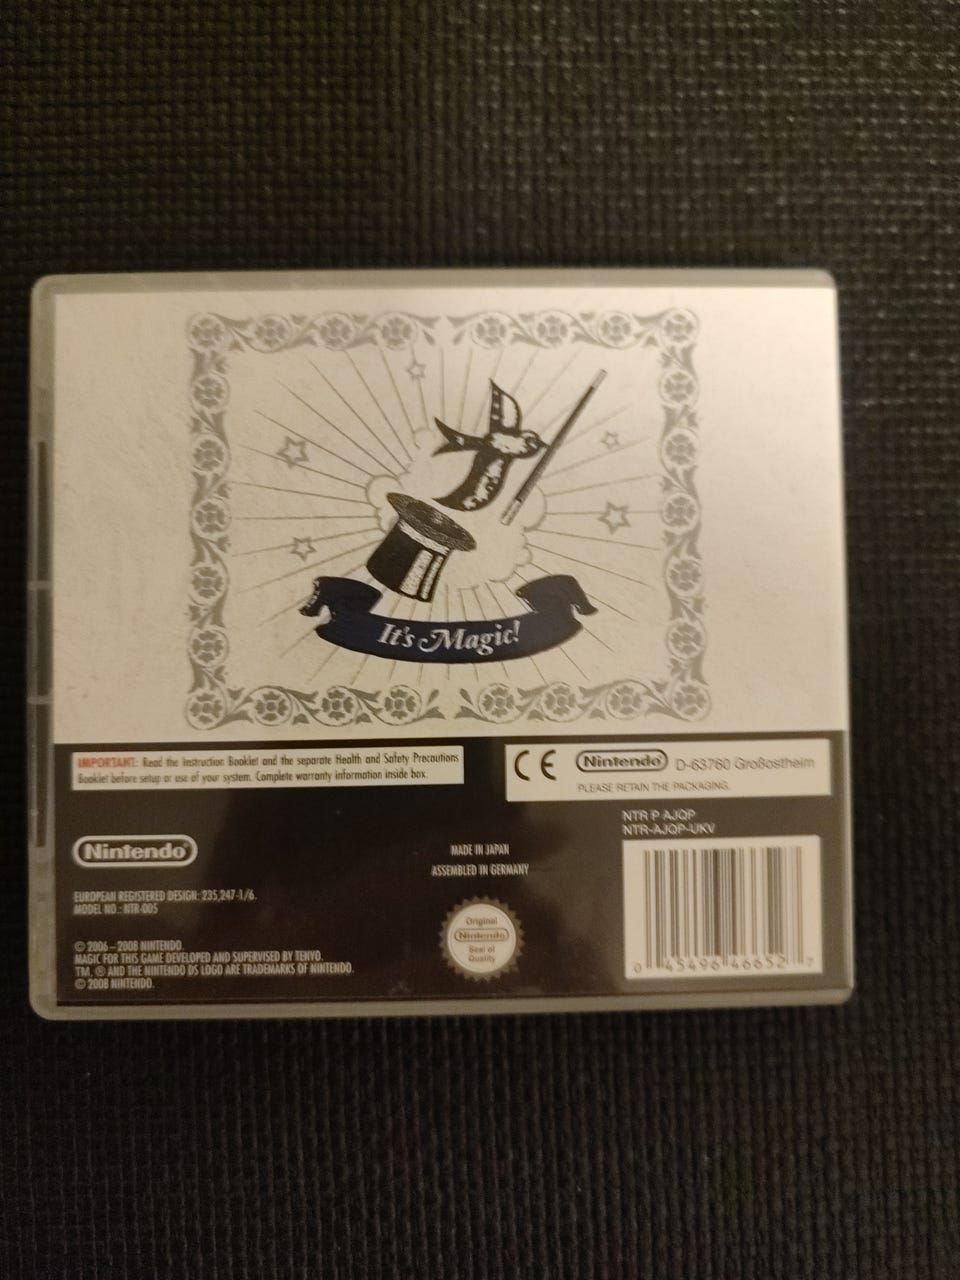 It's Magic!
IMPORTANT: Read the Instruction Booklet and the separate Health and Safety Precautions
Booklet before setup or use of your system. Complete warranty information inside box.
CE Nintendo D-63760 Großostheim
PLEASE RETAIN THE PACKAGING.
NTR P AJQP
NTR-AJQP-UKV
Nintendo
MADE IN JAPAN
ASSEMBLED IN GERMANY
EUROPEAN REGISTERED DESIGN: 235,247-1/6.
MODEL NO.: NTR-005
Original
Nintendo
Seal of
Quality
© 2006–2008 NINTENDO.
MAGIC FOR THIS GAME DEVELOPED AND SUPERVISED BY TENYO.
TM, ® AND THE NINTENDO DS LOGO ARE TRADEMARKS OF NINTENDO.
© 2008 NINTENDO.
0 45496 46652 7